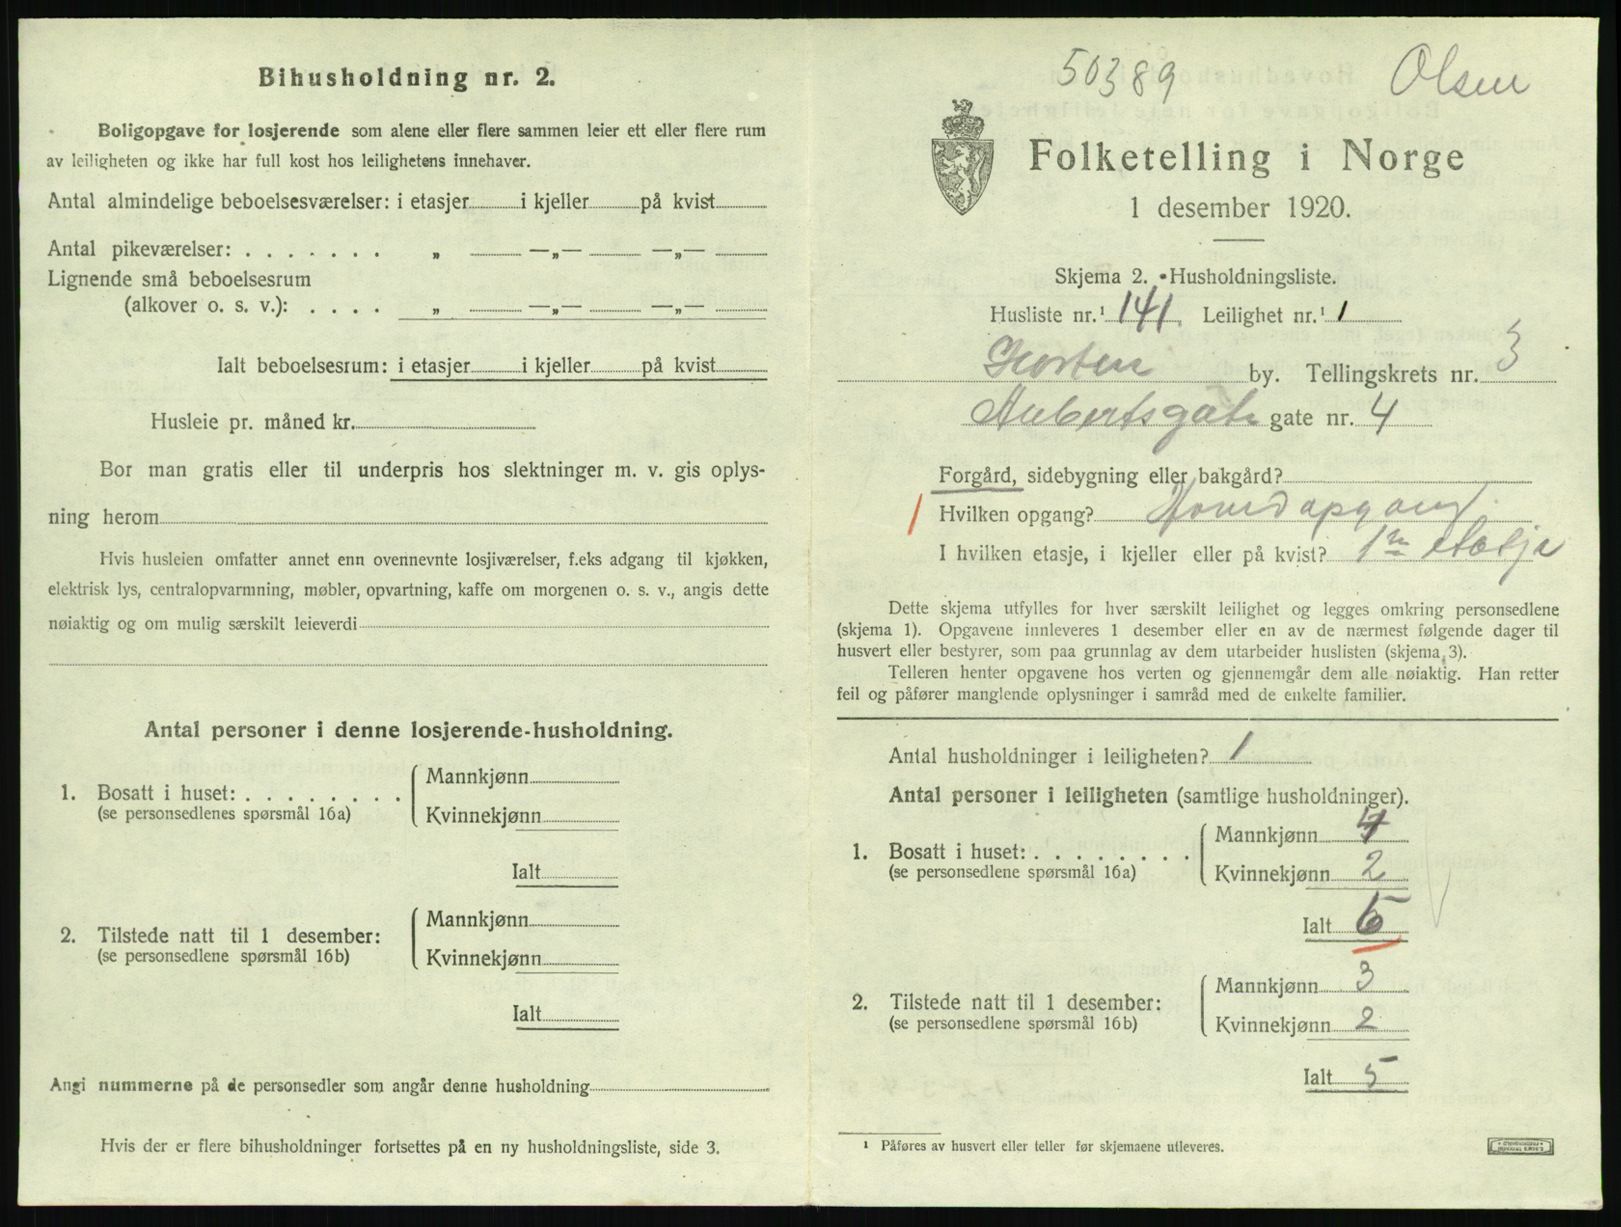 Bihusholdning nr. 2.
Boligopgave for losjerende som alene eller flere sammen leier ett eller flere rum
av leiligheten og ikke har full kost hos leilighetens innehaver.
Antal almindelige beboelsesværelser: i etasjer i kjeller på kvist
Antal pikeværelser: . . . . . . . „ —„— —„—
Lignende små beboelsesrum
(alkover o. s. v.): . . . . „ —„— —„—
Ialt beboelsesrum: i etasjer i kjeller på kvist
Husleie pr. måned kr.
Bor man gratis eller til underpris hos slektninger m. v. gis oplys-
ning herom
Hvis husleien omfatter annet enn ovennevnte losjiværelser, f.eks adgang til kjøkken,
elektrisk lys, centralopvarmning, møbler, opvartning, kaffe om morgenen o. s. v., angis dette
nøiaktig og om mulig særskilt leieverdi
Antal personer i denne losjerende-husholdning.
1. Bosatt i huset: . . . . . . . . Mannkjønn
(se personsedlenes spørsmål 16a) Kvinnekjønn
Ialt
2. Tilstede natt til 1 desember: Mannkjønn
(se personsedlene spørsmål 16b) Kvinnekjønn
Ialt
Angi nummerne på de personsedler som angår denne husholdning
Hvis der er flere bihusholdninger fortsettes på en ny husholdningsliste, side 3.
50389 Olsen
Folketelling i Norge
1 desember 1920.
Skjema 2. Husholdningsliste.
Husliste nr.¹ 141 Leilighet nr.¹ 1
Horten by. Tellingskrets nr. 3
Aubertsgate gate nr. 4
Forgård, sidebygning eller bakgård?
1 Hvilken opgang? Hovedopgang
I hvilken etasje, i kjeller eller på kvist? 1ste etasje
Dette skjema utfylles for hver særskilt leilighet og legges omkring personsedlene
(skjema 1). Opgavene innleveres 1 desember eller en av de nærmest følgende dager til
husvert eller bestyrer, som paa grunnlag av dem utarbeider huslisten (skjema 3).
Telleren henter opgavene hos verten og gjennemgår dem alle nøiaktig. Han retter
feil og påfører manglende oplysninger i samråd med de enkelte familier.
Antal husholdninger i leiligheten? 1
Antal personer i leiligheten (samtlige husholdninger).
1. Bosatt i huset: . . . . . . . . Mannkjønn 4
(se personsedlene spørsmål 16a) Kvinnekjønn 2
Ialt 6
2. Tilstede natt til 1 desember: Mannkjønn 3
(se personsedlene spørsmål 16b) Kvinnekjønn 2
Ialt 5
¹ Påføres av husvert eller teller før skjemaene utleveres.